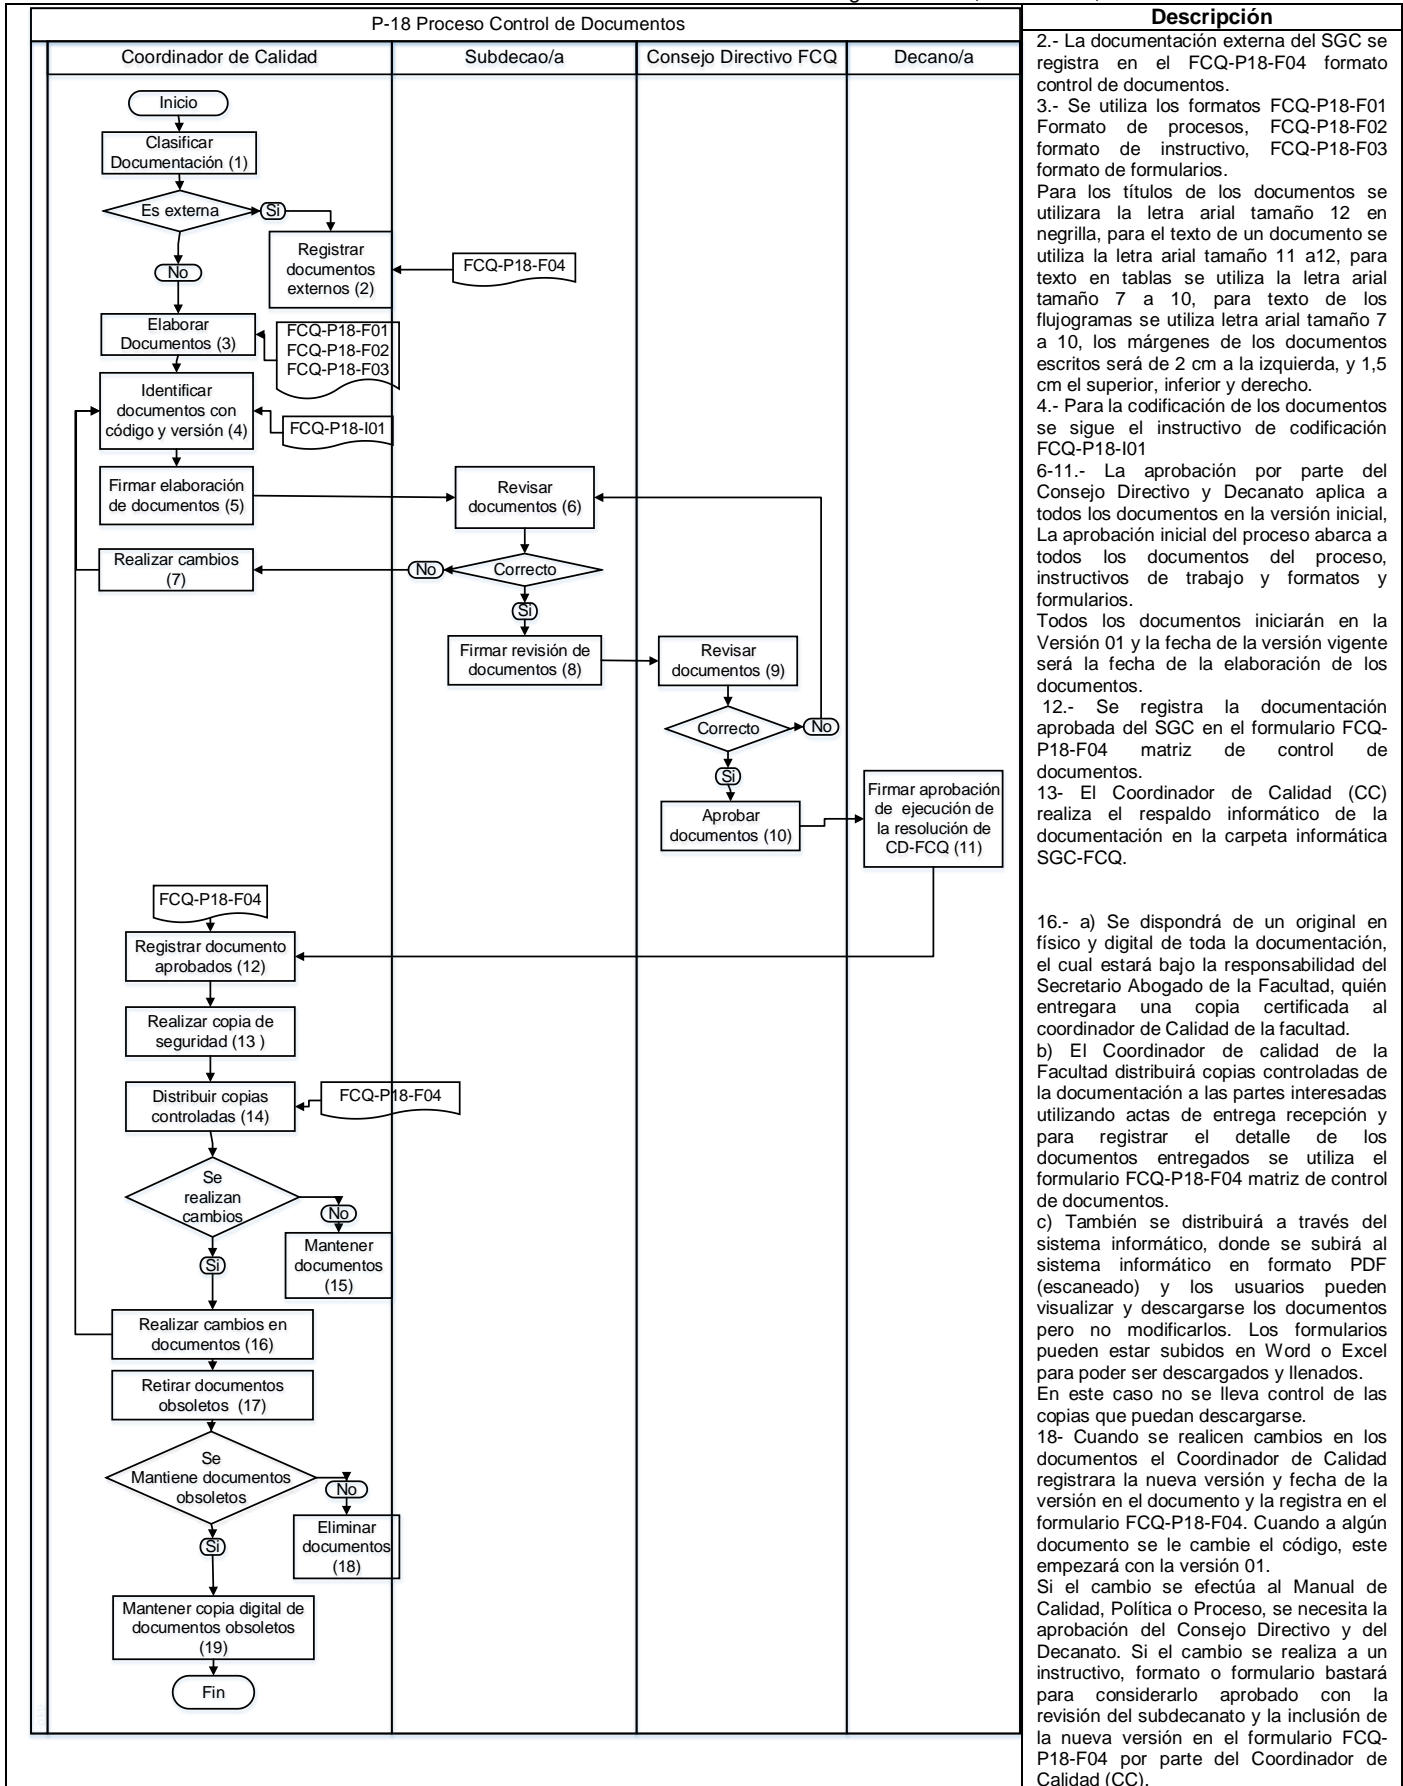 P-18 Proceso Control de Documentos
Coordinador de Calidad
Subdecao/a
Consejo Directivo FCQ
Decano/a
Inicio
Clasificar
Documentación (1)
Es externa
Si
No
Registrar
documentos
externos (2)
FCQ-P18-F04
Elaborar
Documentos (3)
FCQ-P18-F01
FCQ-P18-F02
FCQ-P18-F03
Identificar
documentos con
código y versión (4)
FCQ-P18-I01
Firmar elaboración
de documentos (5)
Revisar
documentos (6)
Realizar cambios
(7)
No
Correcto
Si
Firmar revisión de
documentos (8)
Revisar
documentos (9)
Correcto
No
Si
Aprobar
documentos (10)
Firmar aprobación
de ejecución de
la resolución de
CD-FCQ (11)
FCQ-P18-F04
Registrar documento
aprobados (12)
Realizar copia de
seguridad (13 )
Distribuir copias
controladas (14)
FCQ-P18-F04
Se
realizan
cambios
No
Mantener
documentos
(15)
Si
Realizar cambios en
documentos (16)
Retirar documentos
obsoletos (17)
Se
Mantiene documentos
obsoletos
No
Eliminar
documentos
(18)
Si
Mantener copia digital de
documentos obsoletos
(19)
Fin
Descripción
2.- La documentación externa del SGC se
registra en el FCQ-P18-F04 formato
control de documentos.
3.- Se utiliza los formatos FCQ-P18-F01
Formato de procesos, FCQ-P18-F02
formato de instructivo, FCQ-P18-F03
formato de formularios.
Para los títulos de los documentos se
utilizara la letra arial tamaño 12 en
negrilla, para el texto de un documento se
utiliza la letra arial tamaño 11 a12, para
texto en tablas se utiliza la letra arial
tamaño 7 a 10, para texto de los
flujogramas se utiliza letra arial tamaño 7
a 10, los márgenes de los documentos
escritos será de 2 cm a la izquierda, y 1,5
cm el superior, inferior y derecho.
4.- Para la codificación de los documentos
se sigue el instructivo de codificación
FCQ-P18-I01
6-11.- La aprobación por parte del
Consejo Directivo y Decanato aplica a
todos los documentos en la versión inicial,
La aprobación inicial del proceso abarca a
todos los documentos del proceso,
instructivos de trabajo y formatos y
formularios.
Todos los documentos iniciarán en la
Versión 01 y la fecha de la versión vigente
será la fecha de la elaboración de los
documentos.
12.- Se registra la documentación
aprobada del SGC en el formulario FCQ-
P18-F04 matriz de control de
documentos.
13- El Coordinador de Calidad (CC)
realiza el respaldo informático de la
documentación en la carpeta informática
SGC-FCQ.
16.- a) Se dispondrá de un original en
físico y digital de toda la documentación,
el cual estará bajo la responsabilidad del
Secretario Abogado de la Facultad, quién
entregara una copia certificada al
coordinador de Calidad de la facultad.
b) El Coordinador de calidad de la
Facultad distribuirá copias controladas de
la documentación a las partes interesadas
utilizando actas de entrega recepción y
para registrar el detalle de los
documentos entregados se utiliza el
formulario FCQ-P18-F04 matriz de control
de documentos.
c) También se distribuirá a través del
sistema informático, donde se subirá al
sistema informático en formato PDF
(escaneado) y los usuarios pueden
visualizar y descargarse los documentos
pero no modificarlos. Los formularios
pueden estar subidos en Word o Excel
para poder ser descargados y llenados.
En este caso no se lleva control de las
copias que puedan descargarse.
18- Cuando se realicen cambios en los
documentos el Coordinador de Calidad
registrara la nueva versión y fecha de la
versión en el documento y la registra en el
formulario FCQ-P18-F04. Cuando a algún
documento se le cambie el código, este
empezará con la versión 01.
Si el cambio se efectúa al Manual de
Calidad, Política o Proceso, se necesita la
aprobación del Consejo Directivo y del
Decanato. Si el cambio se realiza a un
instructivo, formato o formulario bastará
para considerarlo aprobado con la
revisión del subdecanato y la inclusión de
la nueva versión en el formulario FCQ-
P18-F04 por parte del Coordinador de
Calidad (CC).